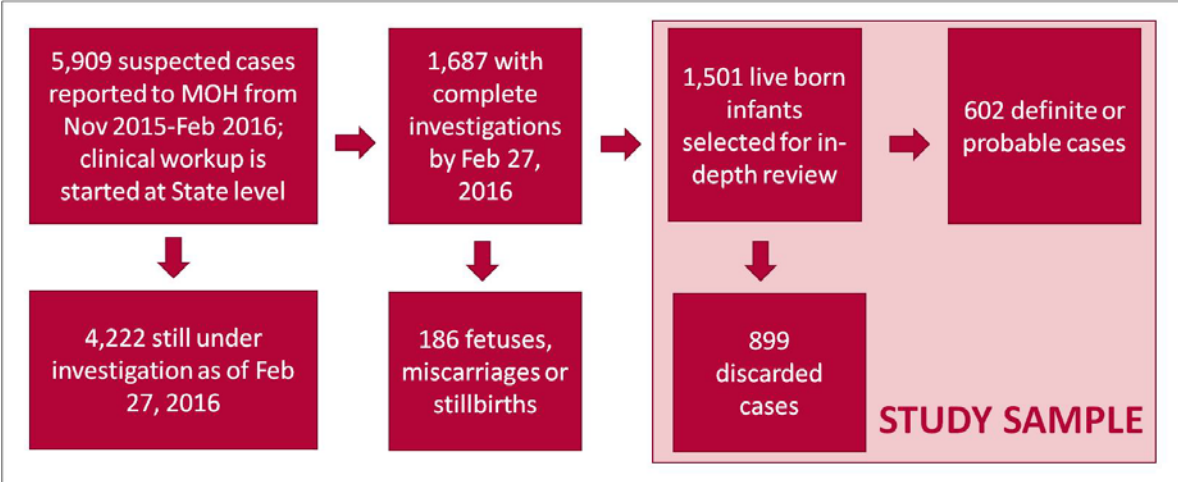 5,909 suspected cases
reported to MOH from
Nov 2015-Feb 2016;
clinical workup is
started at State level
1,687 with
complete
investigations
by Feb 27,
2016
1,501 live born
infants
selected for in-
depth review
602 definite or
probable cases
4,222 still under
investigation as of Feb
27, 2016
186 fetuses,
miscarriages or
stillbirths
899
discarded
cases
STUDY SAMPLE